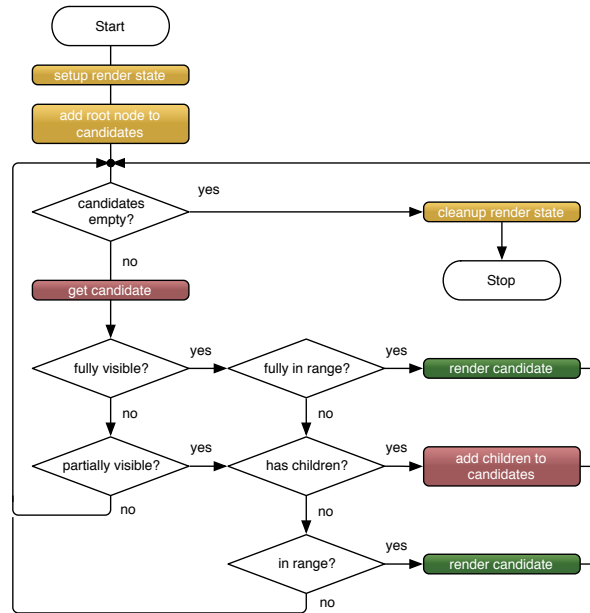 Start
setup render state
add root node to
candidates
candidates
empty?
yes
cleanup render state
no
Stop
get candidate
fully visible?
yes
fully in range?
yes
render candidate
no
no
partially visible?
yes
has children?
yes
add children to
candidates
no
no
in range?
yes
render candidate
no